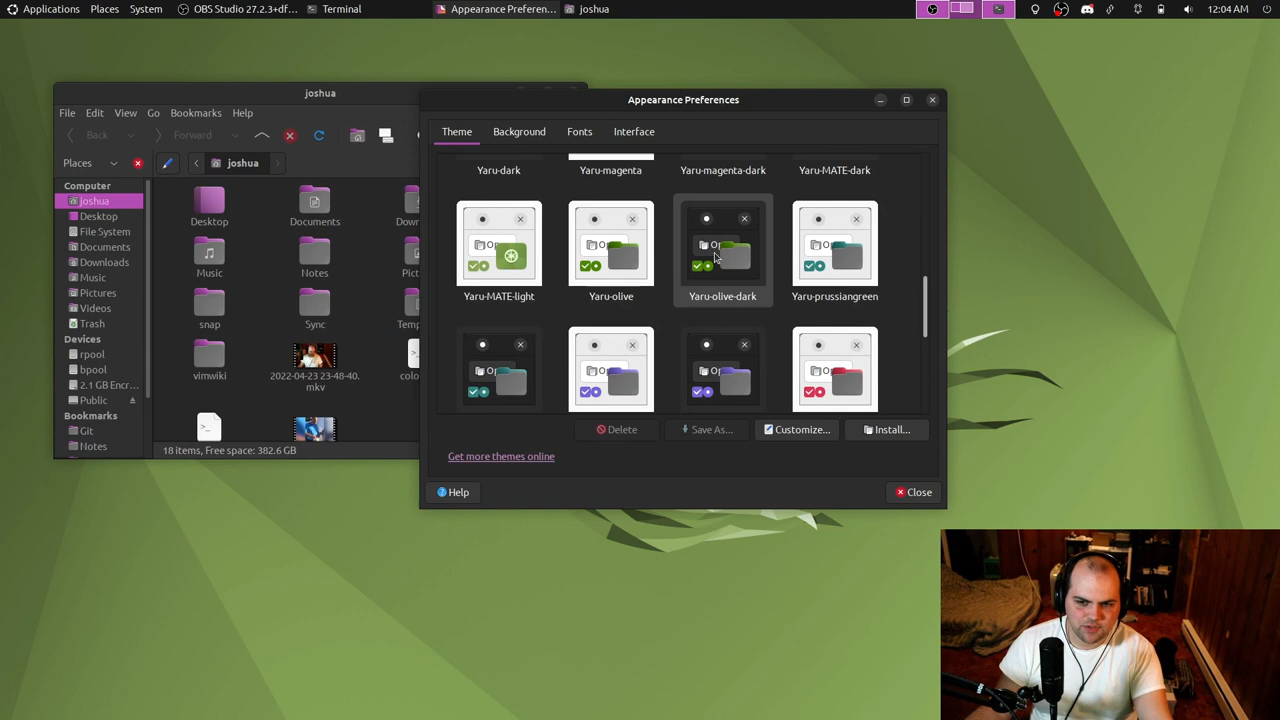 Applications Places System OBS Studio 27.2.3+df... Terminal Appearance Preferen... joshua 12:04 AM
joshua
File Edit View Go Bookmarks Help
Back Forward
Places joshua
Computer
joshua
Desktop
File System
Documents
Downloads
Music
Pictures
Videos
Trash
Devices
rpool
bpool
2.1 GB Encr...
Public
Bookmarks
Git
Notes
Desktop Documents
Music Notes
snap Sync
vimwiki 2022-04-23 23-48-40.
mkv
18 items, Free space: 382.6 GB
Appearance Preferences
Theme Background Fonts Interface
Yaru-dark Yaru-magenta Yaru-magenta-dark Yaru-MATE-dark
Yaru-MATE-light Yaru-olive Yaru-olive-dark Yaru-prussiangreen
Delete Save As... Customize... Install...
Get more themes online
Help Close